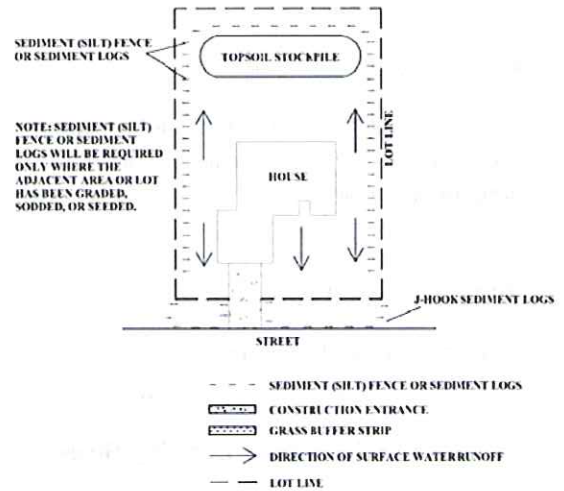 SEDIMENT (SILT) FENCE
OR SEDIMENT LOGS
TOPSOIL STOCKPILE
NOTE: SEDIMENT (SILT)
FENCE OR SEDIMENT
LOGS WILL BE REQUIRED
ONLY WHERE THE
ADJACENT AREA OR LOT
HAS BEEN GRADED,
SODDED, OR SEEDED.
LOT LINE
HOUSE
J-HOOK SEDIMENT LOGS
STREET
SEDIMENT (SILT) FENCE OR SEDIMENT LOGS
CONSTRUCTION ENTRANCE
GRASS BUFFER STRIP
DIRECTION OF SURFACE WATER RUNOFF
LOT LINE